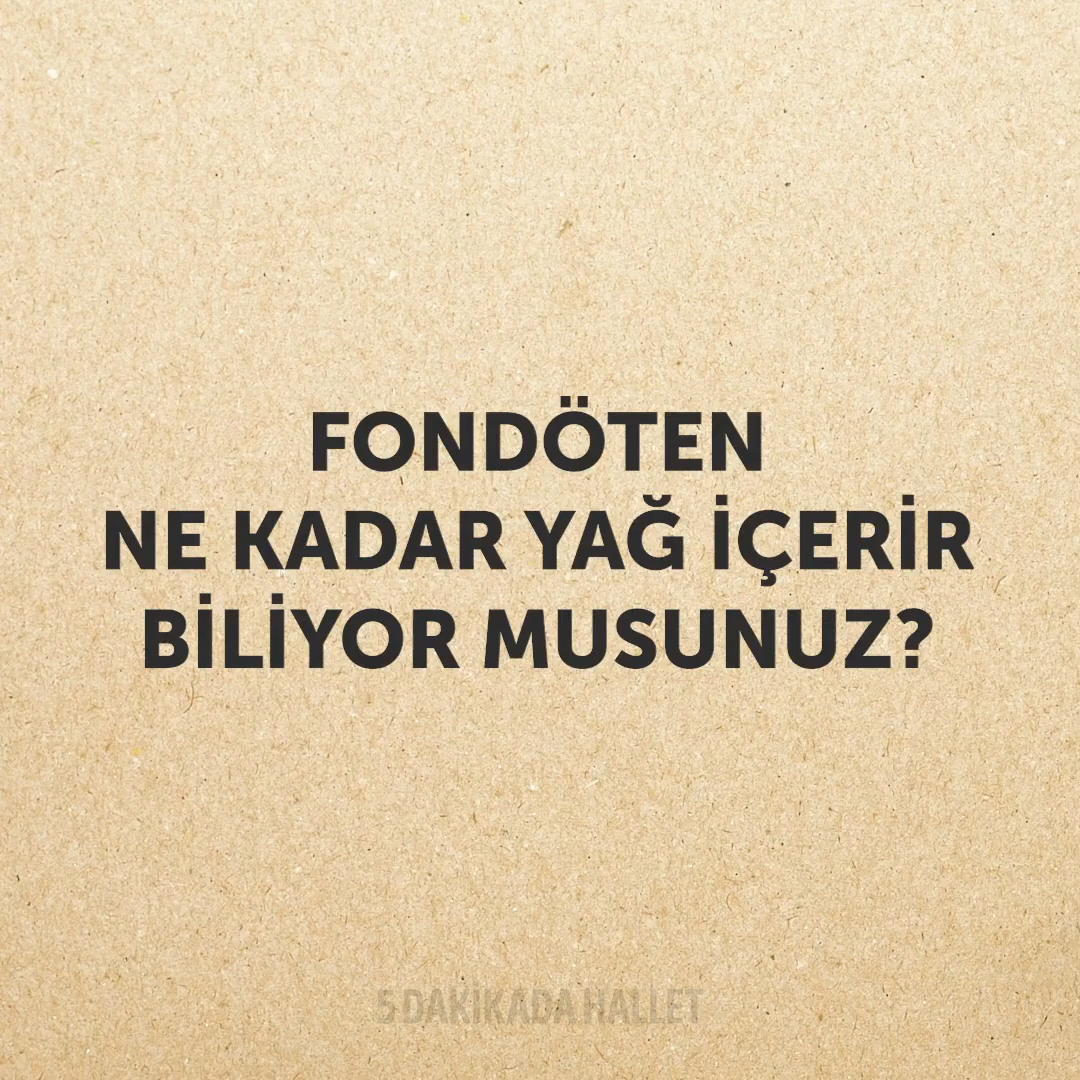 FONDÖTEN
NE KADAR YAĞ İÇERİR
BİLİYOR MUSUNUZ?
5 DAKİKADA HALLET